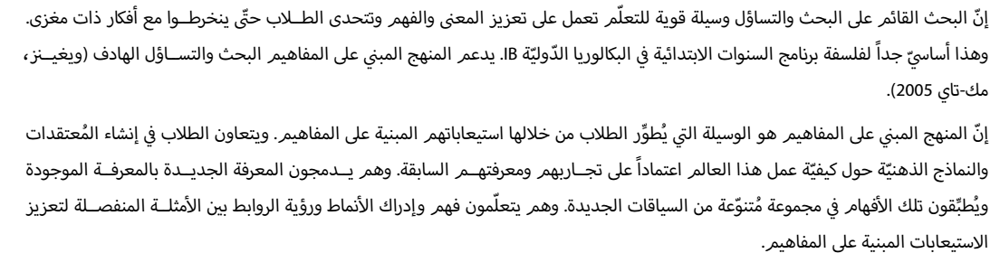 إنّ البحث القائم على البحث والتساؤل وسيلة قوية للتعلّم تعمل على تعزيز المعنى والفهم وتتحدى الطلاب حتّى ينخرطوا مع أفكار ذات مغزى.
وهذا أساسيّ جداً لفلسفة برنامج السنوات الابتدائية في البكالوريا الدّوليّة IB. يدعم المنهج المبني على المفاهيم البحث والتساؤل الهادف (ويغينز،
مك-تاي 2005).
إنّ المنهج المبني على المفاهيم هو الوسيلة التي يُطوِّر الطلاب من خلالها استيعاباتهم المبنية على المفاهيم. ويتعاون الطلاب في إنشاء المُعتقدات
والنماذج الذهنيّة حول كيفيّة عمل هذا العالم اعتماداً على تجاربهم ومعرفتهم السابقة. وهم يدمجون المعرفة الجديدة بالمعرفة الموجودة
ويُطبِّقون تلك الأفهام في مجموعة مُتنوّعة من السياقات الجديدة. وهم يتعلّمون فهم وإدراك الأنماط ورؤية الروابط بين الأمثلة المنفصلة لتعزيز
الاستيعابات المبنية على المفاهيم.